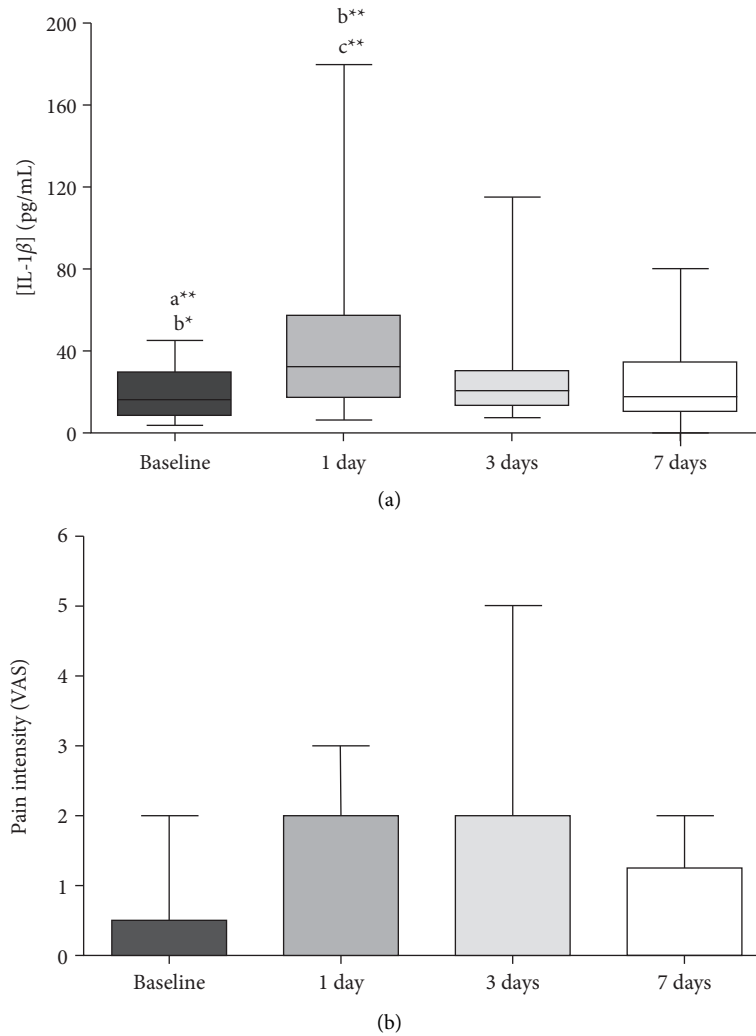 200
160
120
80
40
0
[IL-1β] (pg/mL)
b**
c**
a**
b*
Baseline
1 day
3 days
7 days
(a)
6
5
4
3
2
1
0
Pain intensity (VAS)
Baseline
1 day
3 days
7 days
(b)